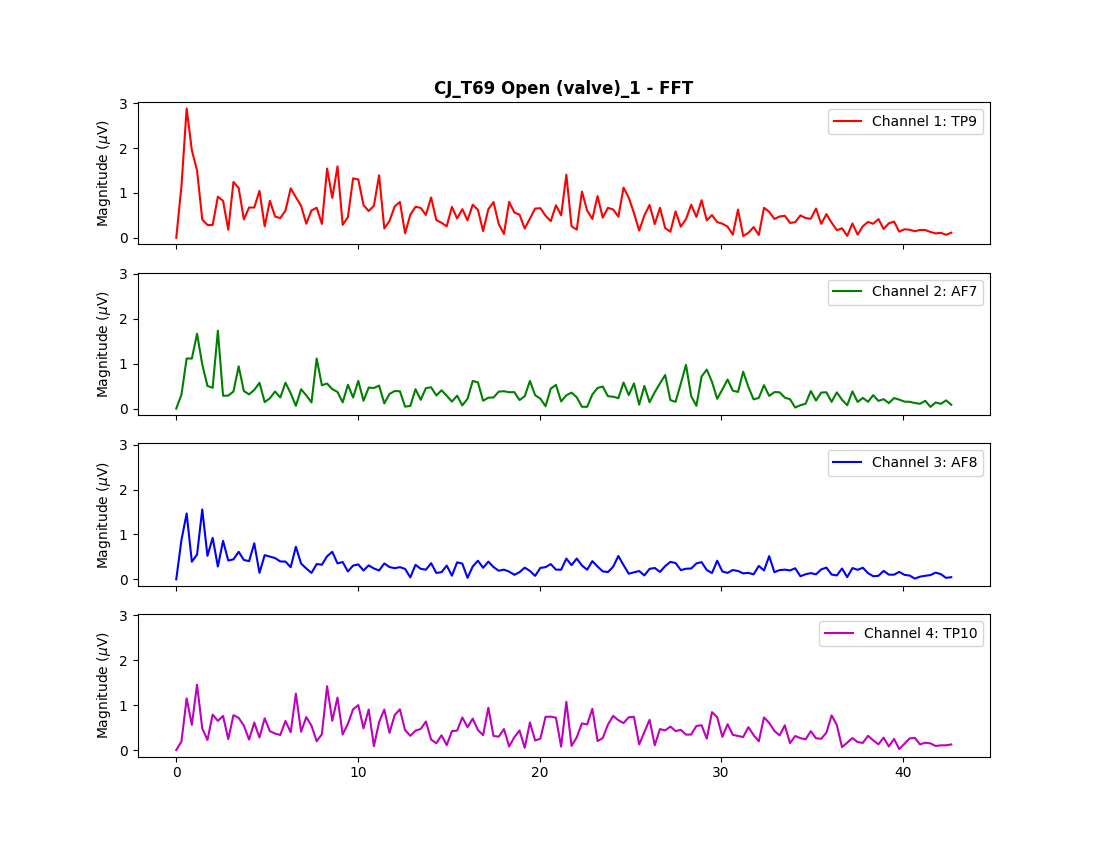 CJ_T69 Open (valve)_1 - FFT
Magnitude (μV)
3
2
1
0
Channel 1: TP9
Magnitude (μV)
3
2
1
0
Channel 2: AF7
Magnitude (μV)
3
2
1
0
Channel 3: AF8
Magnitude (μV)
3
2
1
0
Channel 4: TP10
0 10 20 30 40